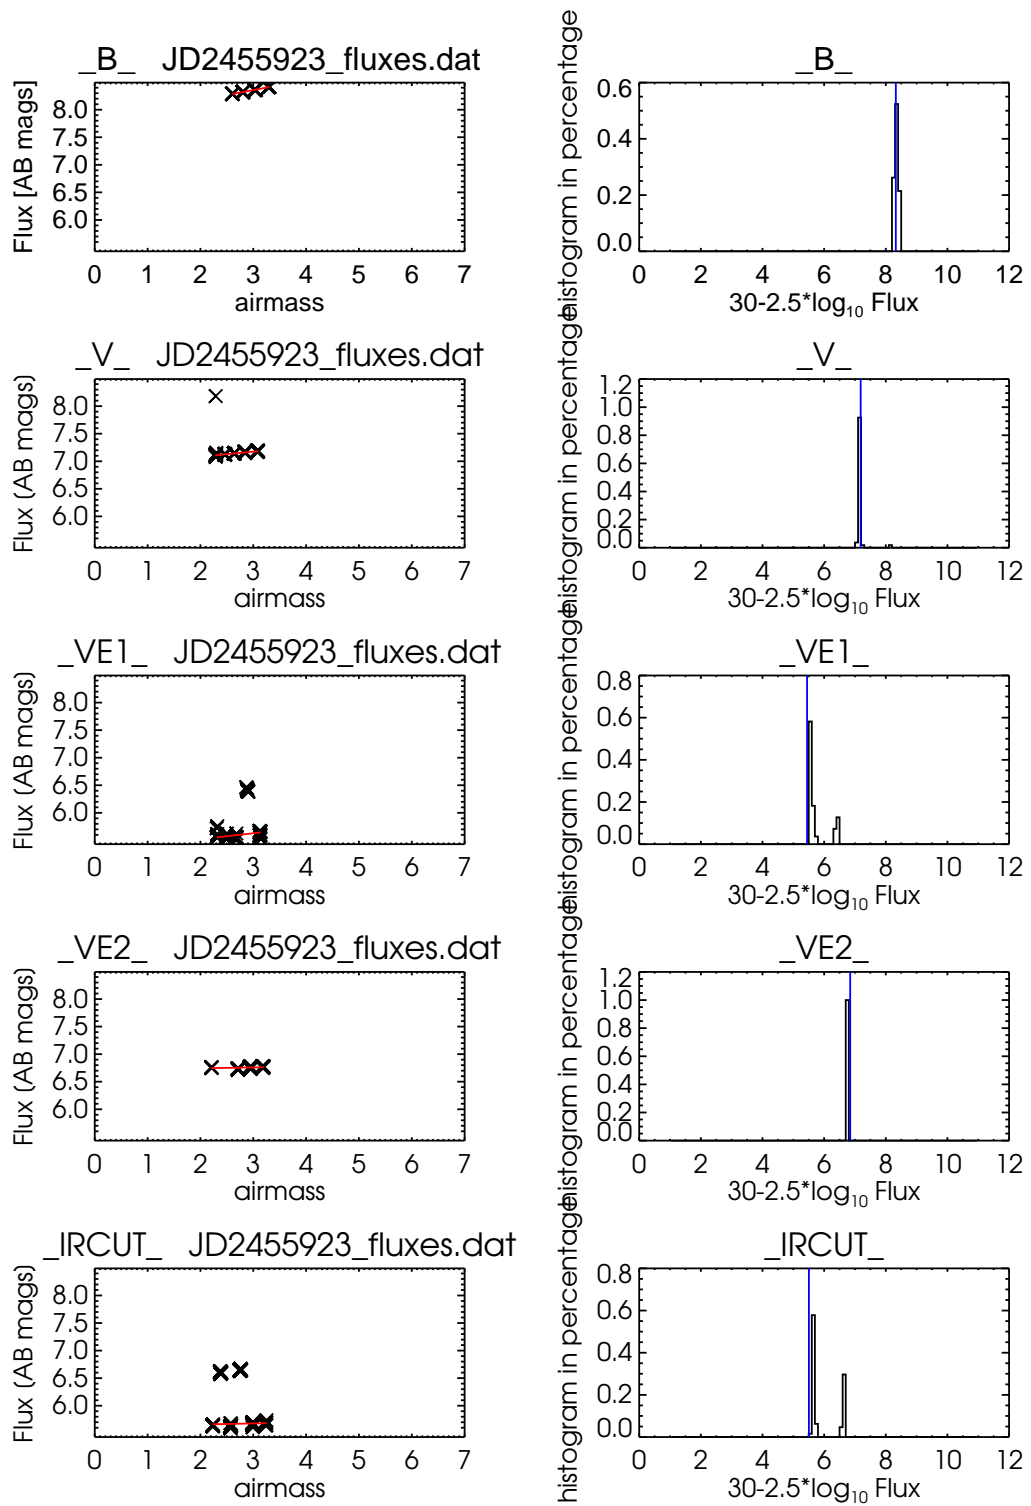 _B_ JD2455923_fluxes.dat
Flux [AB mags]
8.0
7.5
7.0
6.5
6.0
0 1 2 3 4 5 6 7
airmass
_B_
histogram in percentage
0.6
0.4
0.2
0.0
0 2 4 6 8 10 12
30-2.5*log₁₀ Flux
_V_ JD2455923_fluxes.dat
Flux (AB mags)
8.0
7.5
7.0
6.5
6.0
0 1 2 3 4 5 6 7
airmass
_V_
histogram in percentage
1.2
1.0
0.8
0.6
0.4
0.2
0.0
0 2 4 6 8 10 12
30-2.5*log₁₀ Flux
_VE1_ JD2455923_fluxes.dat
Flux (AB mags)
8.0
7.5
7.0
6.5
6.0
0 1 2 3 4 5 6 7
airmass
_VE1_
histogram in percentage
0.8
0.6
0.4
0.2
0.0
0 2 4 6 8 10 12
30-2.5*log₁₀ Flux
_VE2_ JD2455923_fluxes.dat
Flux (AB mags)
8.0
7.5
7.0
6.5
6.0
0 1 2 3 4 5 6 7
airmass
_VE2_
histogram in percentage
1.2
1.0
0.8
0.6
0.4
0.2
0.0
0 2 4 6 8 10 12
30-2.5*log₁₀ Flux
_IRCUT_ JD2455923_fluxes.dat
Flux (AB mags)
8.0
7.5
7.0
6.5
6.0
0 1 2 3 4 5 6 7
airmass
_IRCUT_
histogram in percentage
0.8
0.6
0.4
0.2
0.0
0 2 4 6 8 10 12
30-2.5*log₁₀ Flux